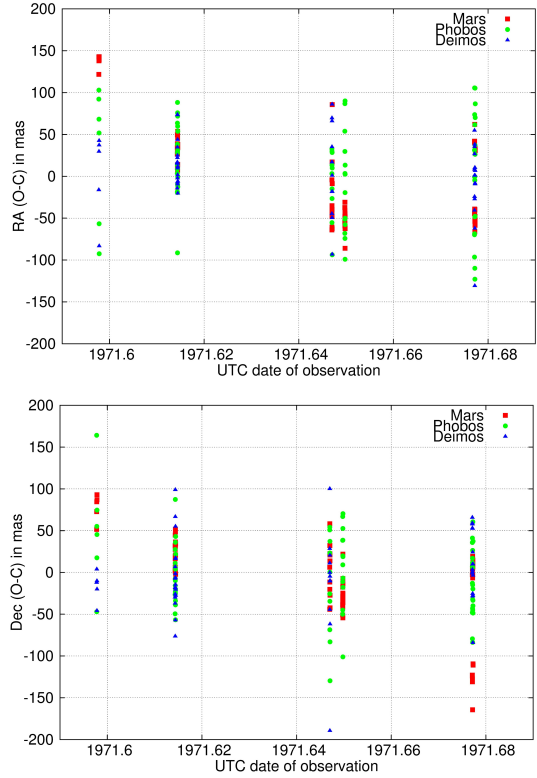 200
150
100
50
0
-50
-100
-150
-200
RA (O-C) in mas
Mars
Phobos
Deimos
1971.6 1971.62 1971.64 1971.66 1971.68
UTC date of observation
200
150
100
50
0
-50
-100
-150
-200
Dec (O-C) in mas
Mars
Phobos
Deimos
1971.6 1971.62 1971.64 1971.66 1971.68
UTC date of observation